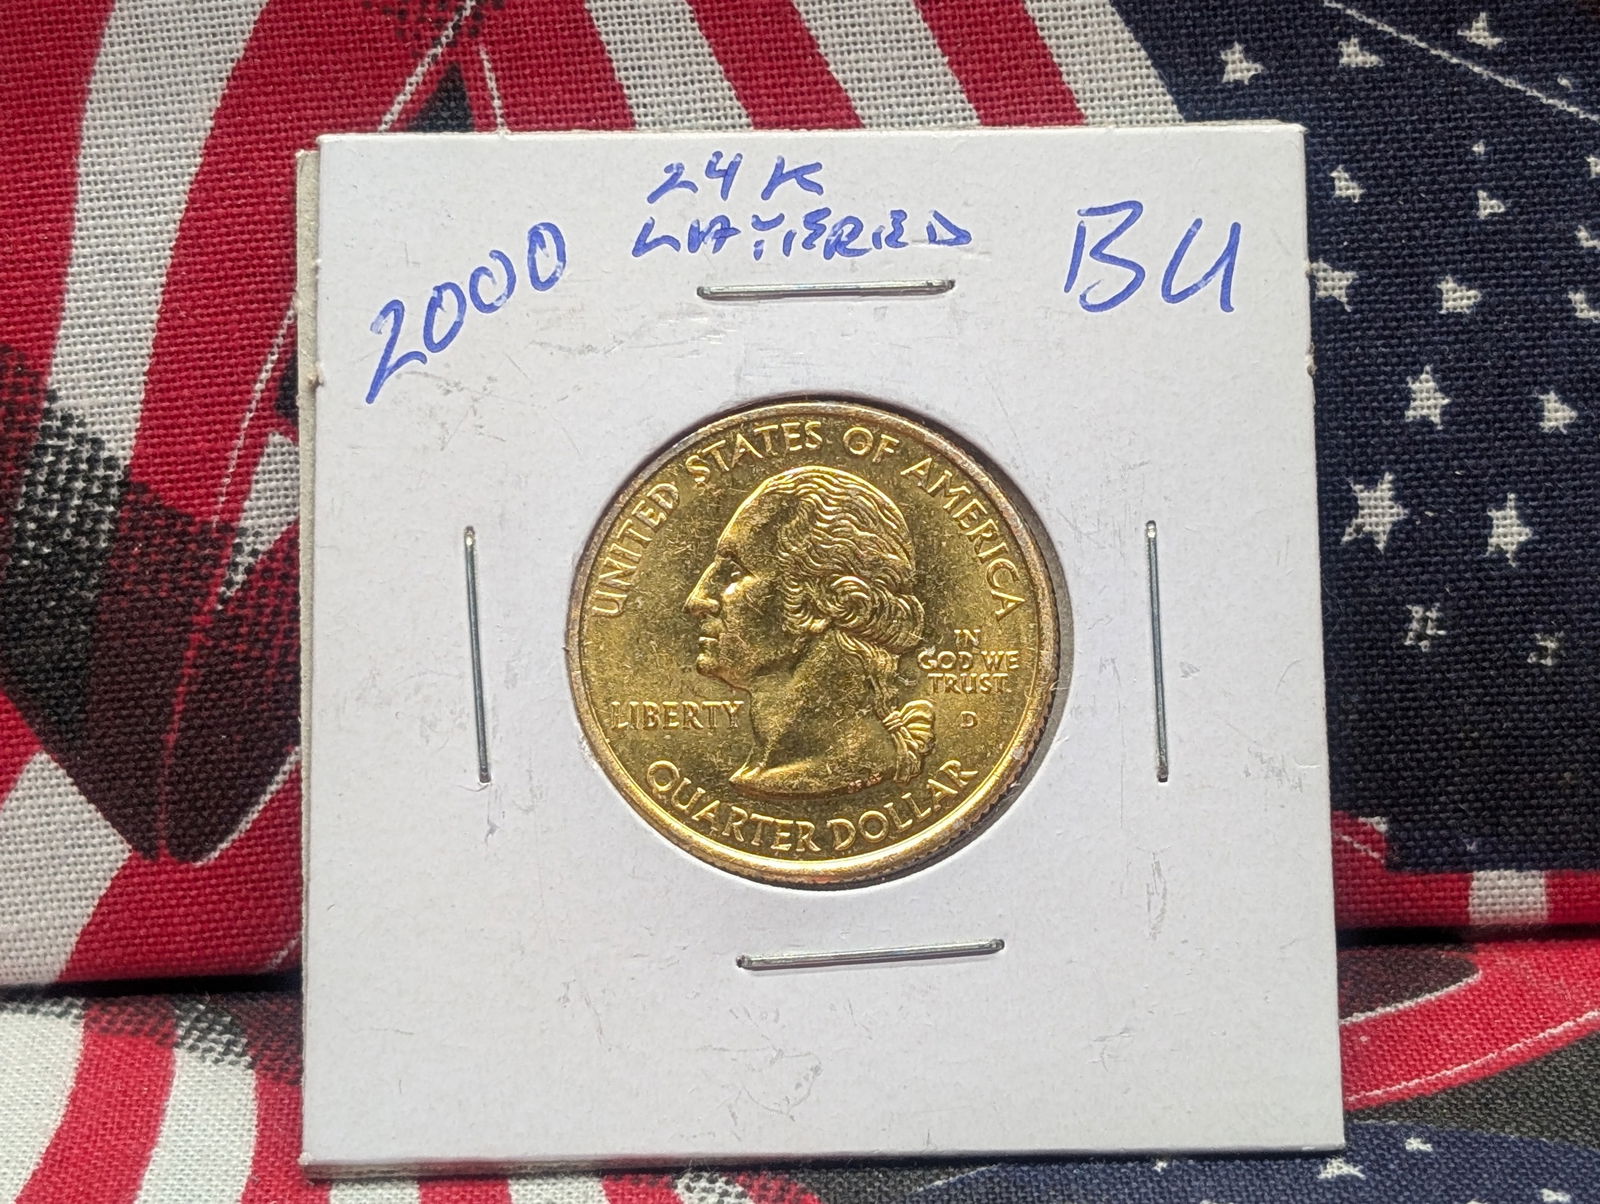 24K
LAYERED
2000
BU
UNITED STATES OF AMERICA
IN
GOD WE
TRUST
LIBERTY
D
QUARTER DOLLAR